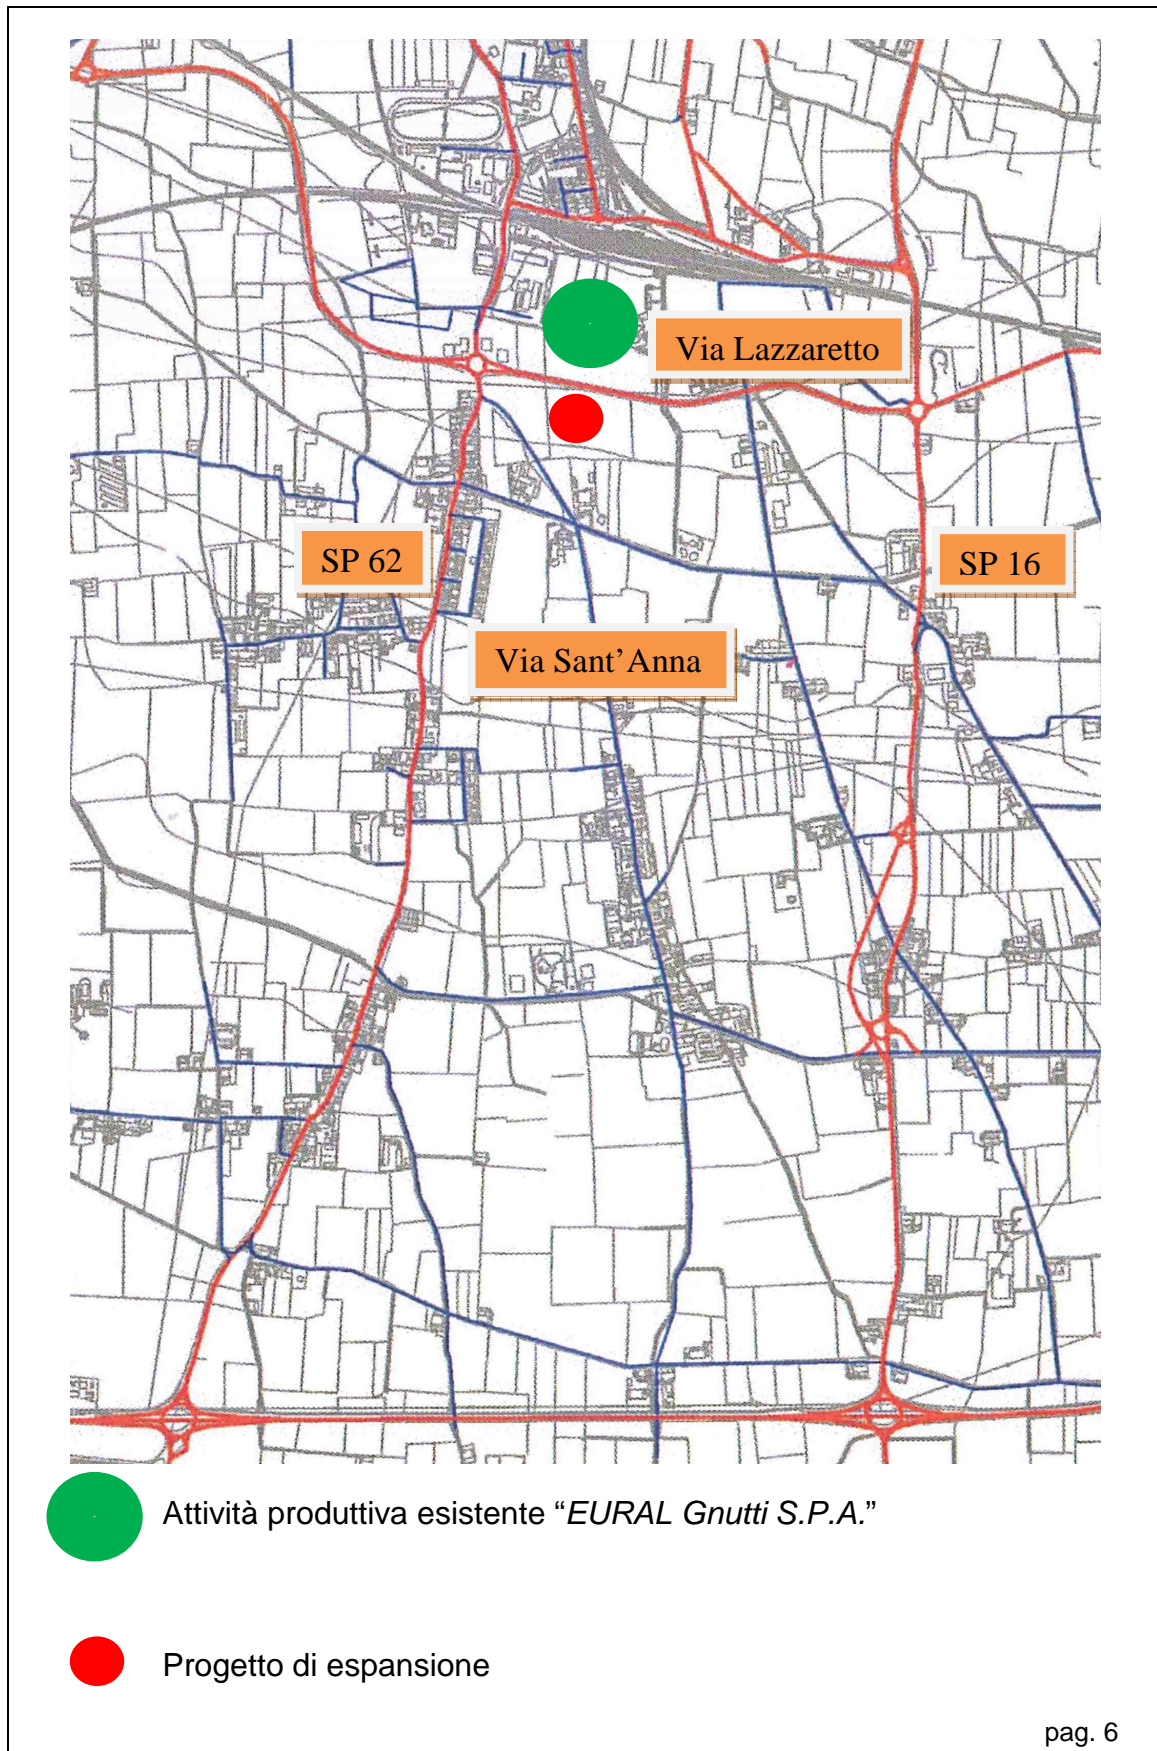 Via Lazzaretto
SP 62
SP 16
Via Sant’Anna
Attività produttiva esistente “EURAL Gnutti S.P.A.”
Progetto di espansione
pag. 6